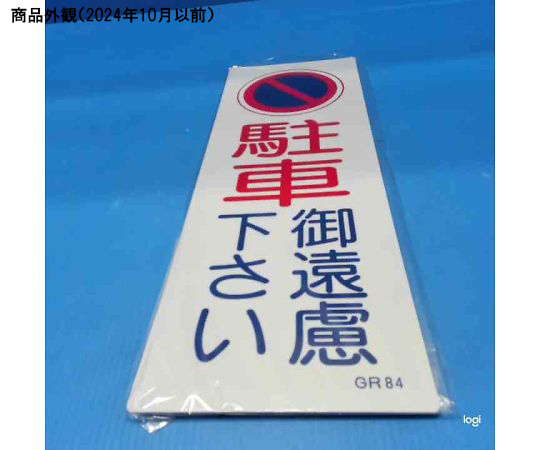 商品外観(2024年10月以前)
駐車
御遠慮
下さい
GR84
logi